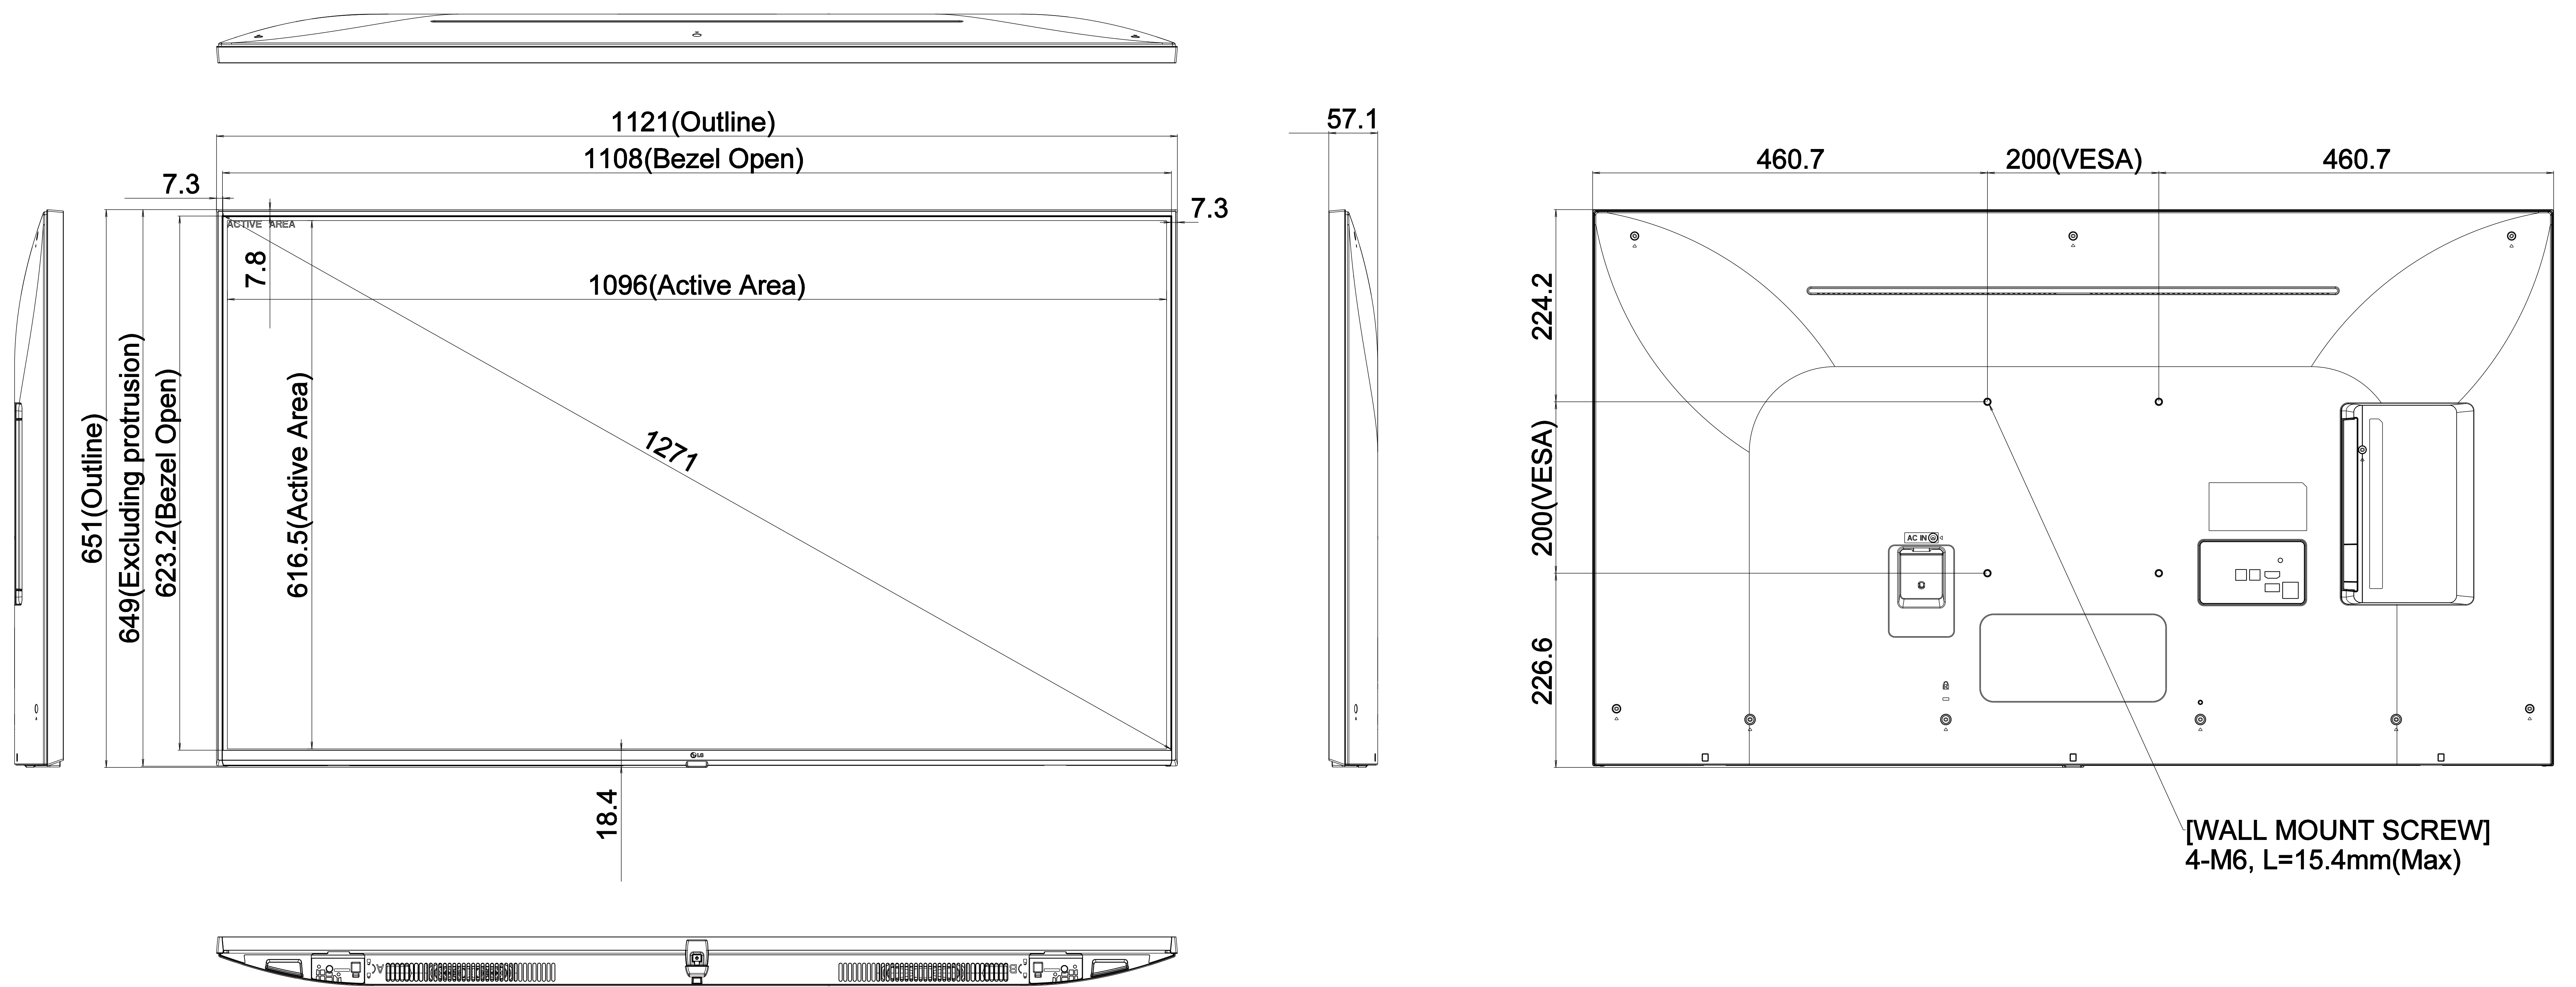 1121(Outline)
1108(Bezel Open)
7.3
7.3
ACTIVE AREA
7.8
1096(Active Area)
651(Outline)
649(Excluding protrusion)
623.2(Bezel Open)
616.5(Active Area)
1271
LG
18.4
57.1
460.7
200(VESA)
460.7
224.2
200(VESA)
226.6
AC IN
[WALL MOUNT SCREW]
4-M6, L=15.4mm(Max)